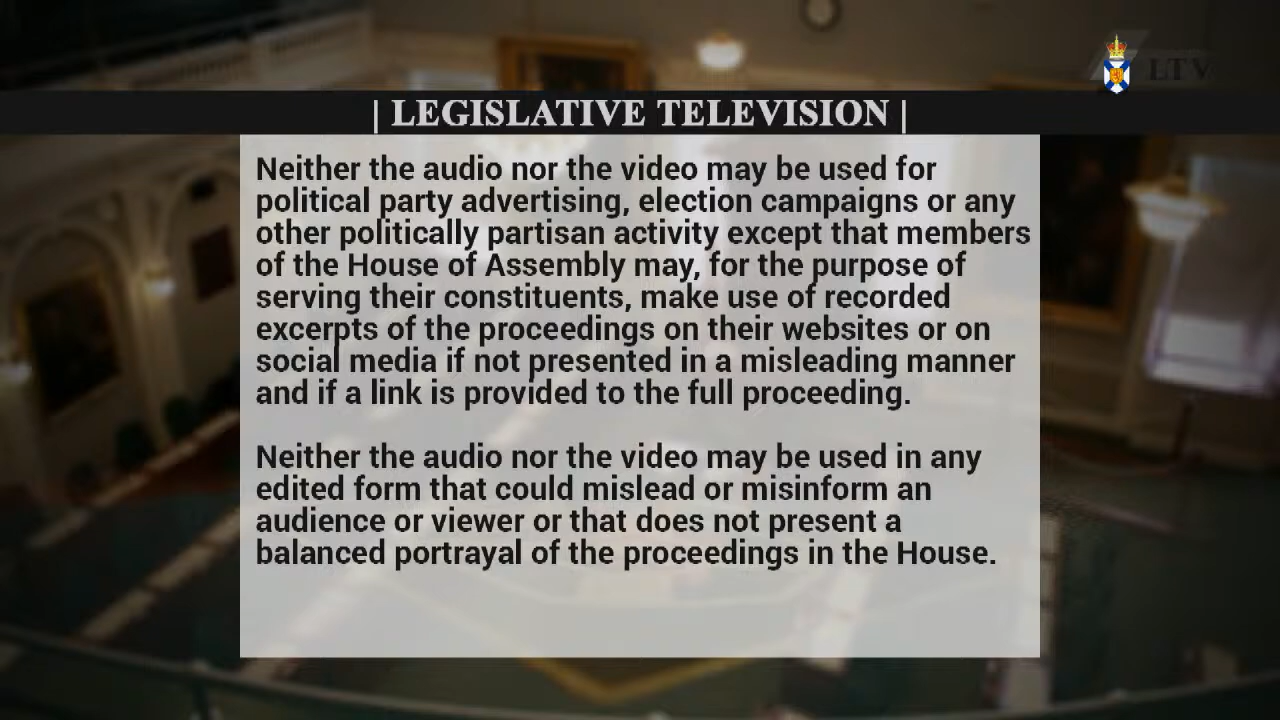 LTV
| LEGISLATIVE TELEVISION |
Neither the audio nor the video may be used for
political party advertising, election campaigns or any
other politically partisan activity except that members
of the House of Assembly may, for the purpose of
serving their constituents, make use of recorded
excerpts of the proceedings on their websites or on
social media if not presented in a misleading manner
and if a link is provided to the full proceeding.
Neither the audio nor the video may be used in any
edited form that could mislead or misinform an
audience or viewer or that does not present a
balanced portrayal of the proceedings in the House.